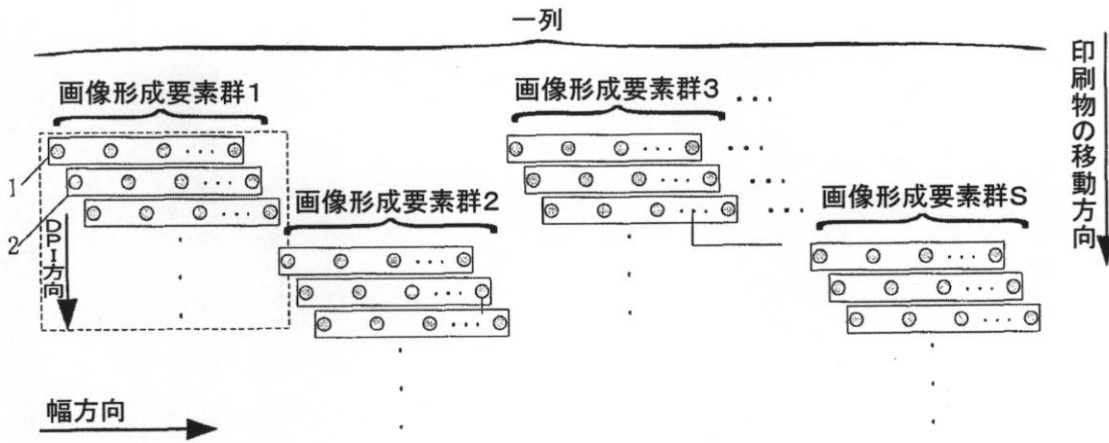 一列
画像形成要素群1
画像形成要素群3 ...
印刷物の移動方向
1
2
DPI方向
画像形成要素群2
画像形成要素群S
幅方向